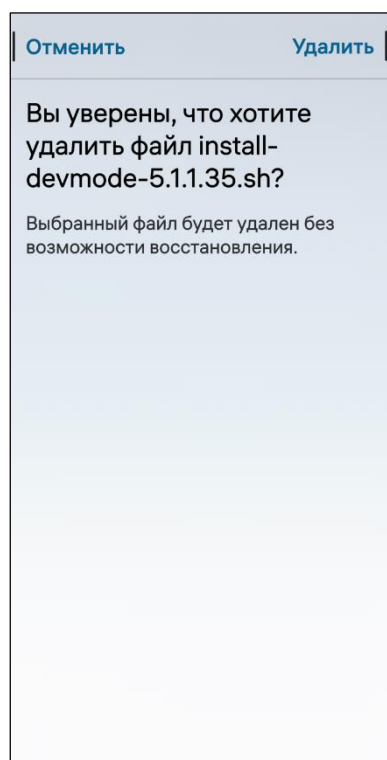 Отменить Удалить
Вы уверены, что хотите
удалить файл install-
devmode-5.1.1.35.sh?
Выбранный файл будет удален без
возможности восстановления.